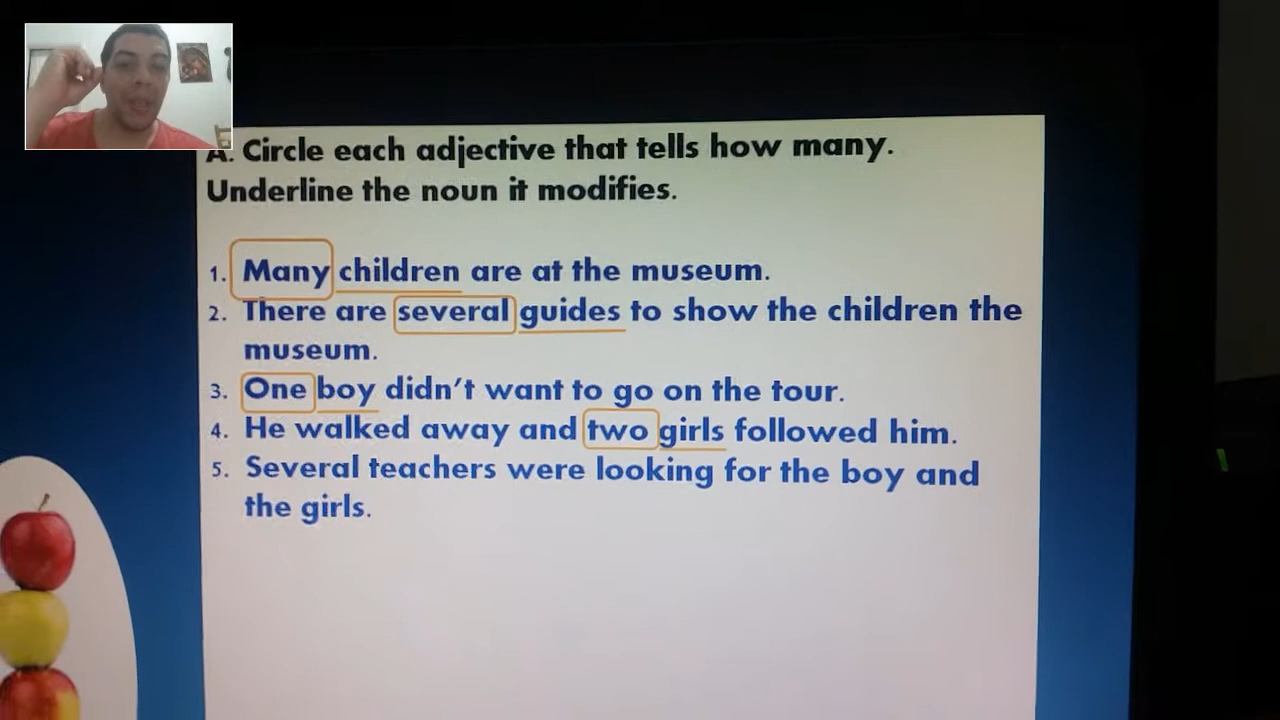 A. Circle each adjective that tells how many.
Underline the noun it modifies.
1. Many children are at the museum.
2. There are several guides to show the children the
museum.
3. One boy didn't want to go on the tour.
4. He walked away and two girls followed him.
5. Several teachers were looking for the boy and
the girls.